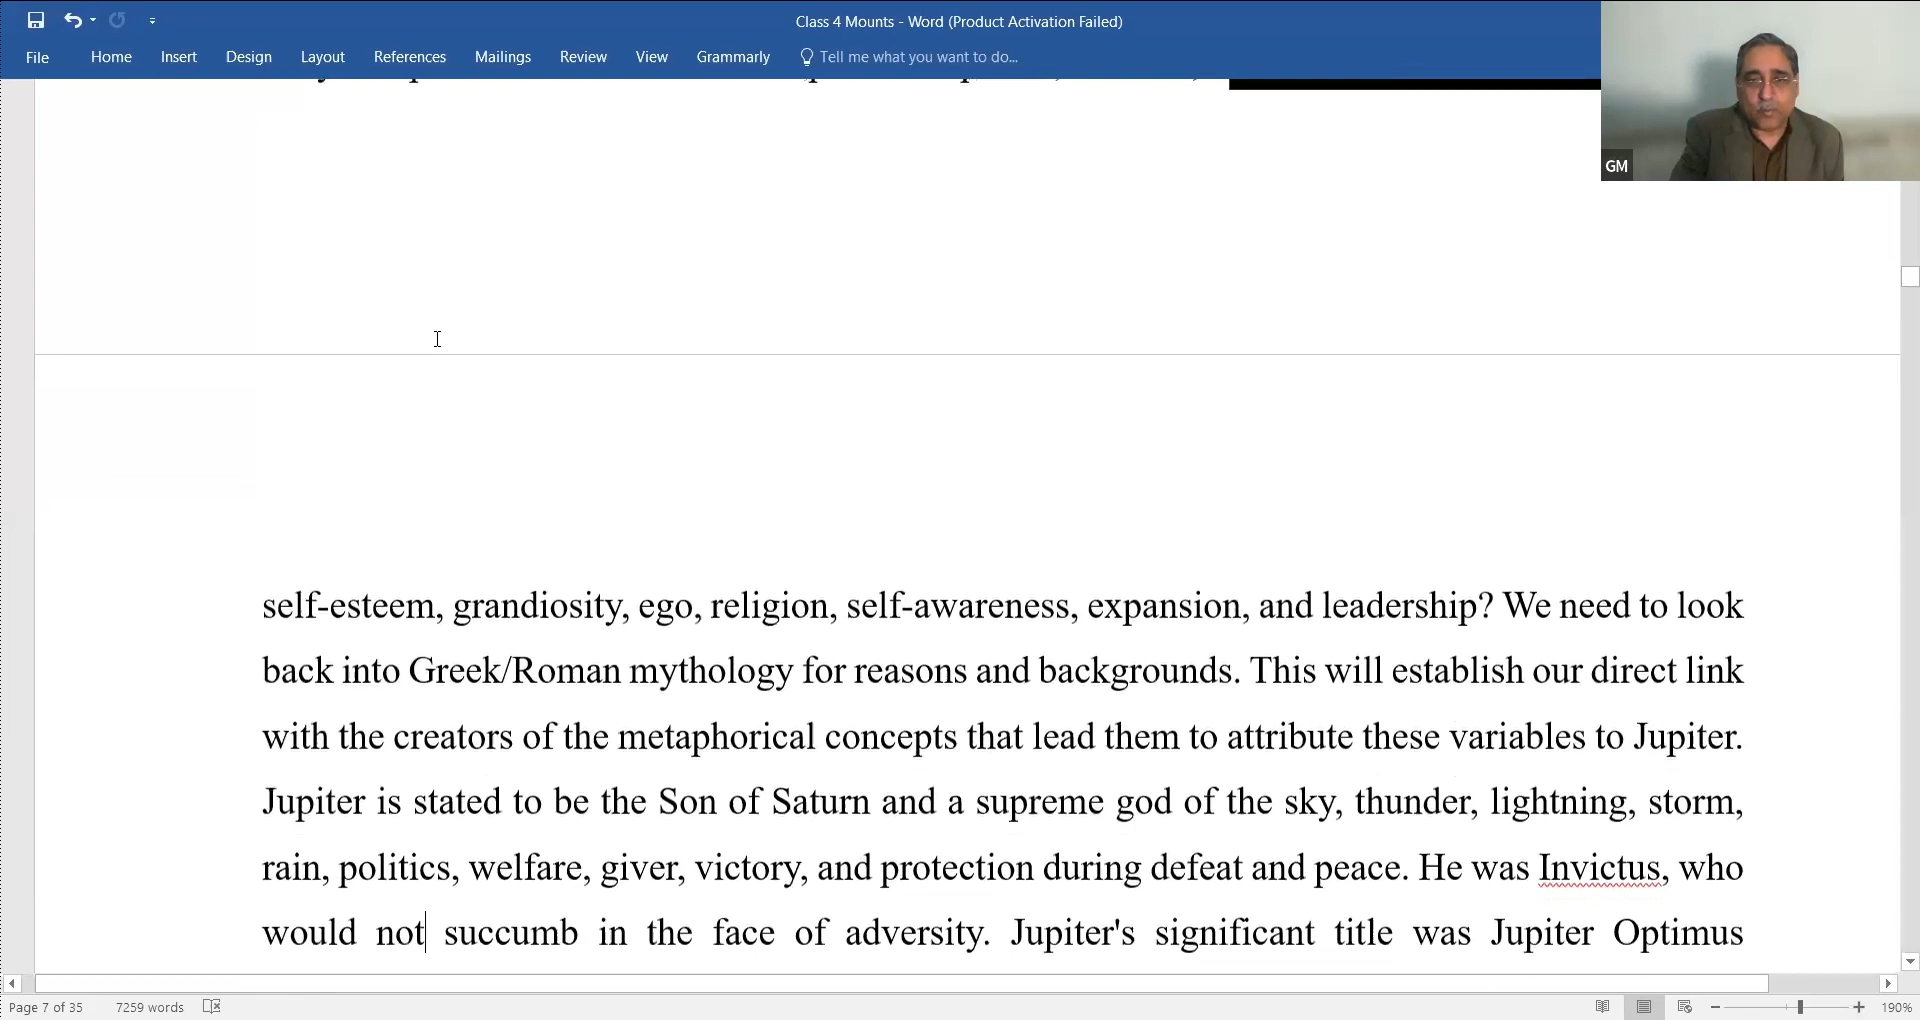 Class 4 Mounts - Word (Product Activation Failed)
File Home Insert Design Layout References Mailings Review View Grammarly Tell me what you want to do...
GM
self-esteem, grandiosity, ego, religion, self-awareness, expansion, and leadership? We need to look
back into Greek/Roman mythology for reasons and backgrounds. This will establish our direct link
with the creators of the metaphorical concepts that lead them to attribute these variables to Jupiter.
Jupiter is stated to be the Son of Saturn and a supreme god of the sky, thunder, lightning, storm,
rain, politics, welfare, giver, victory, and protection during defeat and peace. He was Invictus, who
would not succumb in the face of adversity. Jupiter's significant title was Jupiter Optimus
Page 7 of 35 7259 words 190%